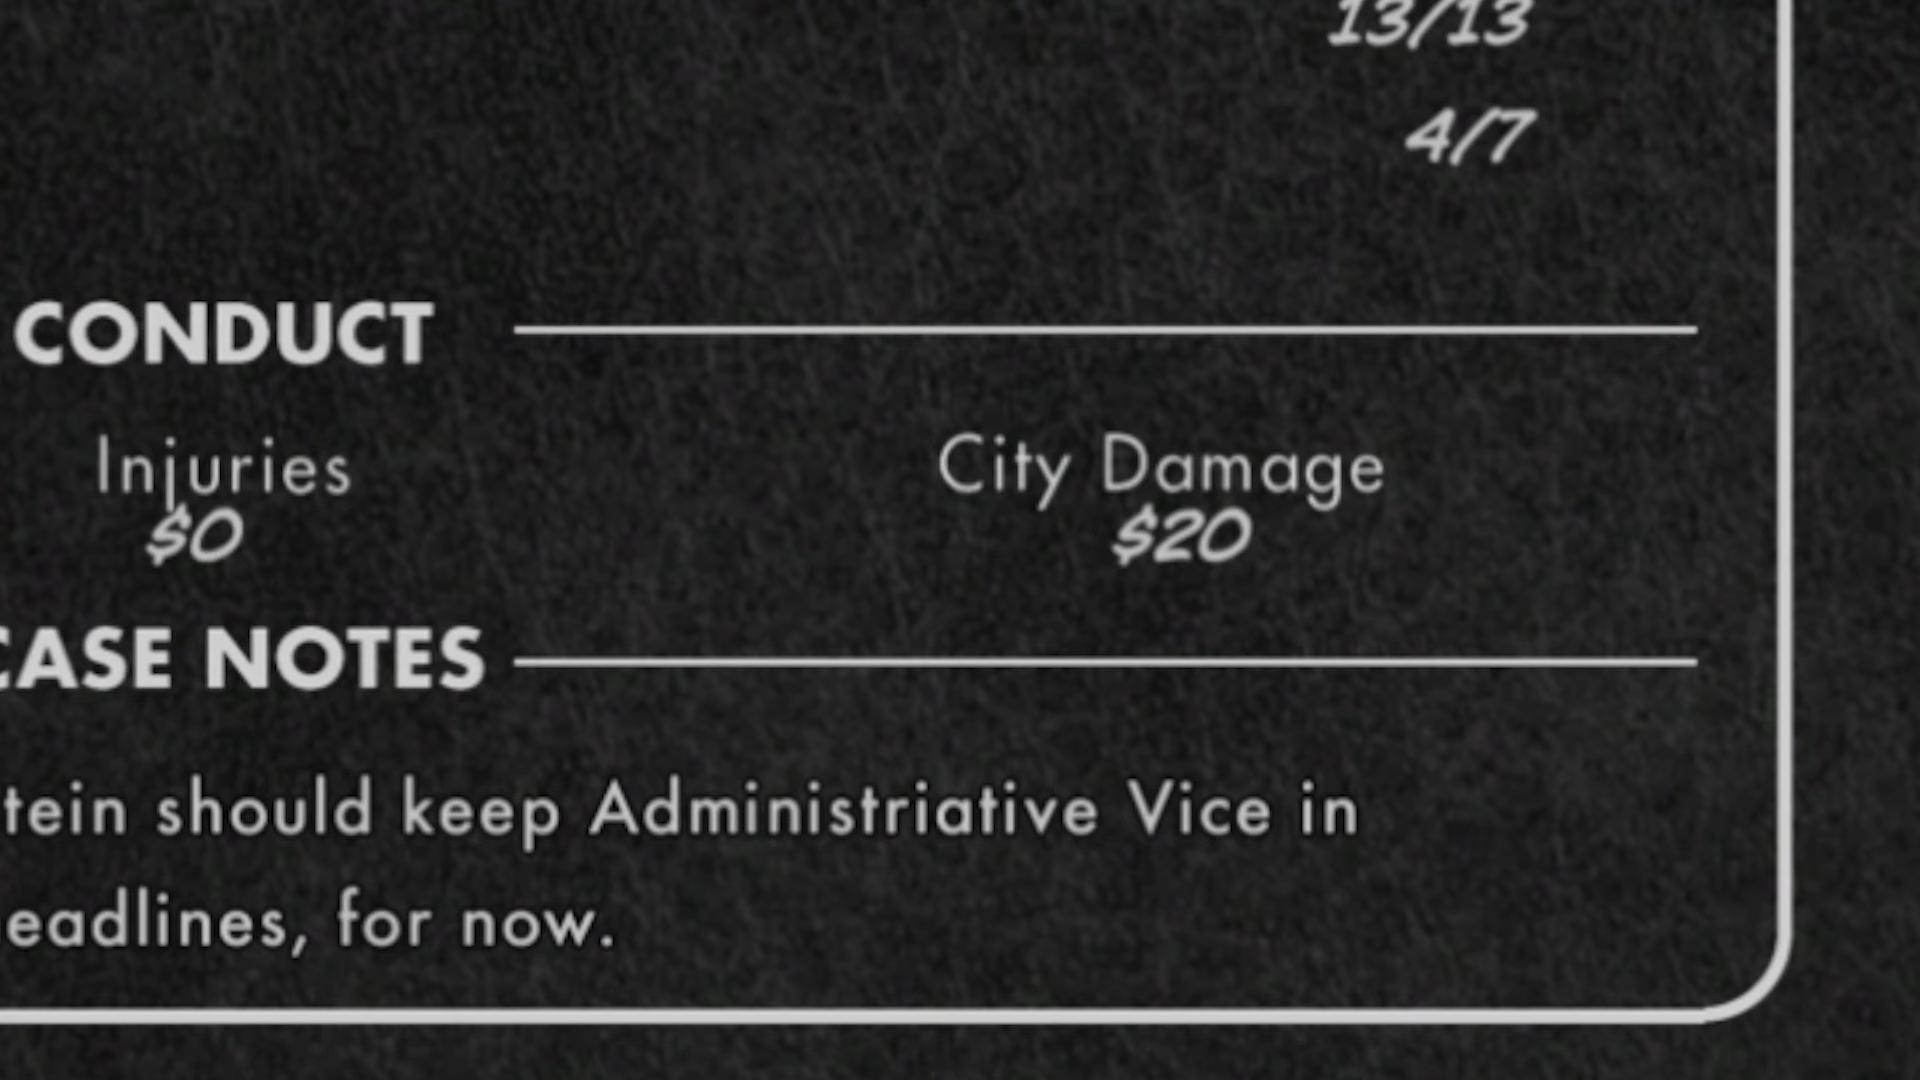 13/13
4/7
CONDUCT
Injuries City Damage
$0 $20
CASE NOTES
tein should keep Administriative Vice in
eadlines, for now.